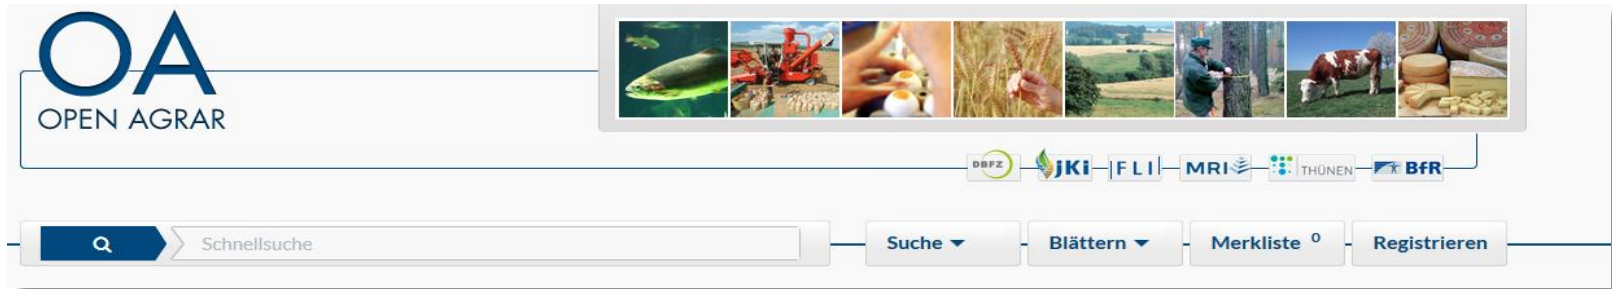 OA
OPEN AGRAR
DBFZ JKi FLI MRI THÜNEN BfR
Schnellsuche Suche Blättern Merkliste 0 Registrieren